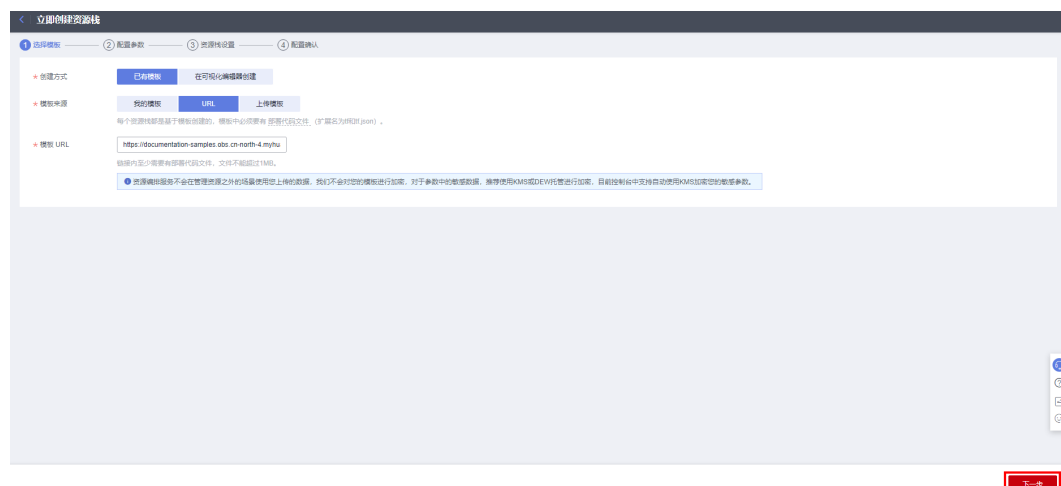 立即创建资源栈
1 选择模板 2 配置参数 3 资源栈设置 4 配置确认
* 创建方式 已有模板 在可视化编辑器创建
* 模板来源 我的模板 URL 上传模板
每个资源栈都是基于模板创建的，模板中必须要有 部署代码文件 （扩展名为tf和tf.json）。
* 模板 URL https://documentation-samples.obs.cn-north-4.myhu
链接内至少需要有部署代码文件，文件不能超过1MB。
资源编排服务不会在管理资源之外的场景使用您上传的数据，我们不会对您的模板进行加密，对于参数中的敏感数据，推荐使用KMS或DEW托管进行加密，目前控制台中支持自动使用KMS加密您的敏感参数。
下一步